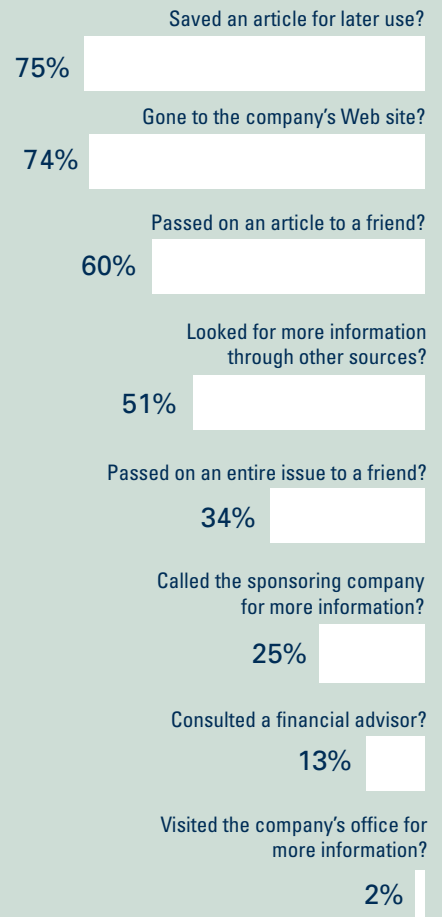 Saved an article for later use?
75%
Gone to the company's Web site?
74%
Passed on an article to a friend?
60%
Looked for more information
through other sources?
51%
Passed on an entire issue to a friend?
34%
Called the sponsoring company
for more information?
25%
Consulted a financial advisor?
13%
Visited the company's office for
more information?
2%